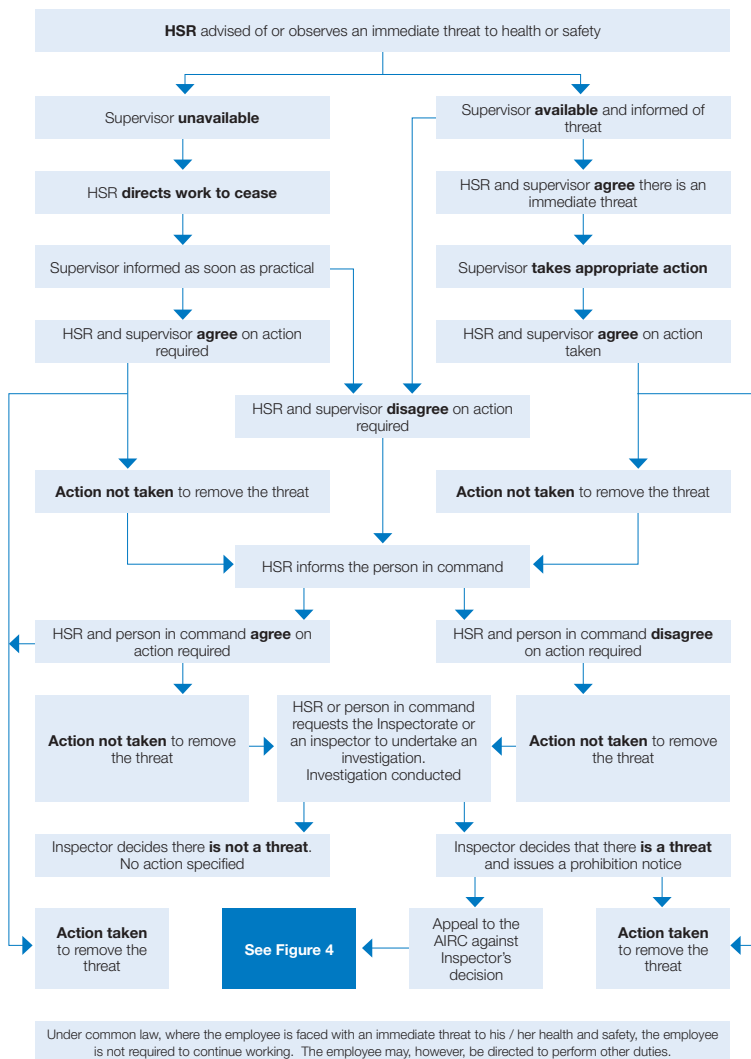 HSR advised of or observes an immediate threat to health or safety
Supervisor unavailable
Supervisor available and informed of
threat
HSR directs work to cease
HSR and supervisor agree there is an
immediate threat
Supervisor informed as soon as practical
Supervisor takes appropriate action
HSR and supervisor agree on action
required
HSR and supervisor agree on action
taken
HSR and supervisor disagree on action
required
Action not taken to remove the threat
Action not taken to remove the threat
HSR informs the person in command
HSR and person in command agree on
action required
HSR and person in command disagree
on action required
Action not taken to remove
the threat
HSR or person in command
requests the Inspectorate or
an inspector to undertake an
investigation.
Investigation conducted
Action not taken to remove
the threat
Inspector decides there is not a threat.
No action specified
Inspector decides that there is a threat
and issues a prohibition notice
Action taken
to remove the
threat
See Figure 4
Appeal to the
AIRC against
Inspector's
decision
Action taken
to remove the
threat
Under common law, where the employee is faced with an immediate threat to his / her health and safety, the employee
is not required to continue working. The employee may, however, be directed to perform other duties.